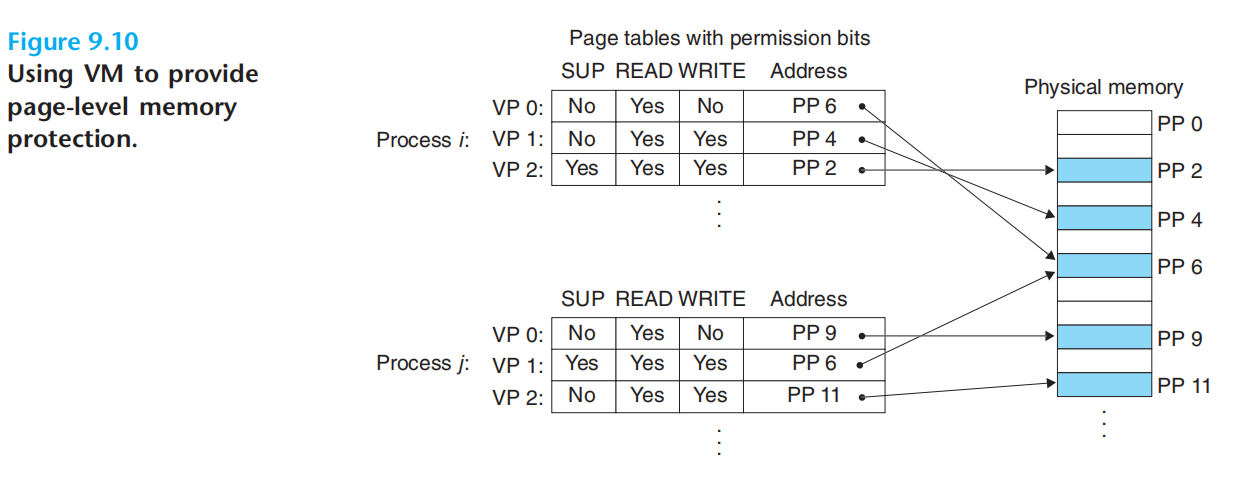 Figure 9.10
Using VM to provide
page-level memory
protection.
Page tables with permission bits
SUP READ WRITE Address
Process i:
VP 0: No Yes No PP 6
VP 1: No Yes Yes PP 4
VP 2: Yes Yes Yes PP 2
SUP READ WRITE Address
Process j:
VP 0: No Yes No PP 9
VP 1: Yes Yes Yes PP 6
VP 2: No Yes Yes PP 11
Physical memory
PP 0
PP 2
PP 4
PP 6
PP 9
PP 11